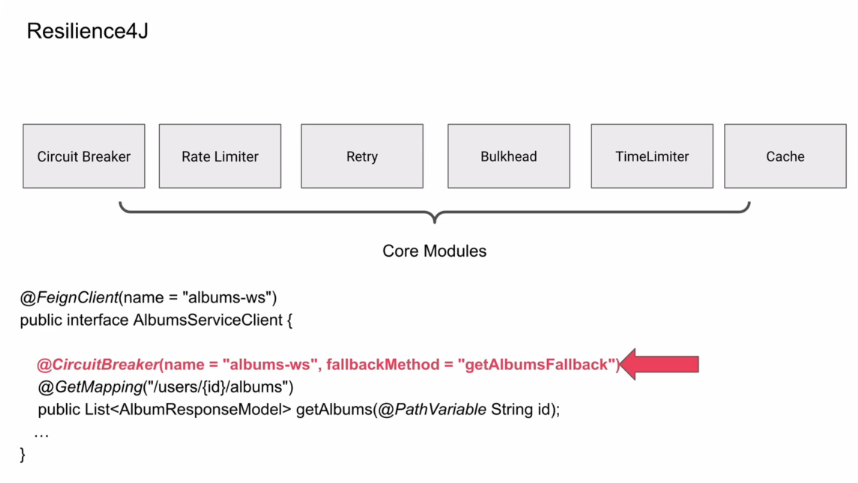 Resilience4J
Circuit Breaker
Rate Limiter
Retry
Bulkhead
TimeLimiter
Cache
Core Modules
@FeignClient(name = "albums-ws")
public interface AlbumsServiceClient {
@CircuitBreaker(name = "albums-ws", fallbackMethod = "getAlbumsFallback")
@GetMapping("/users/{id}/albums")
public List<AlbumResponseModel> getAlbums(@PathVariable String id);
...
}